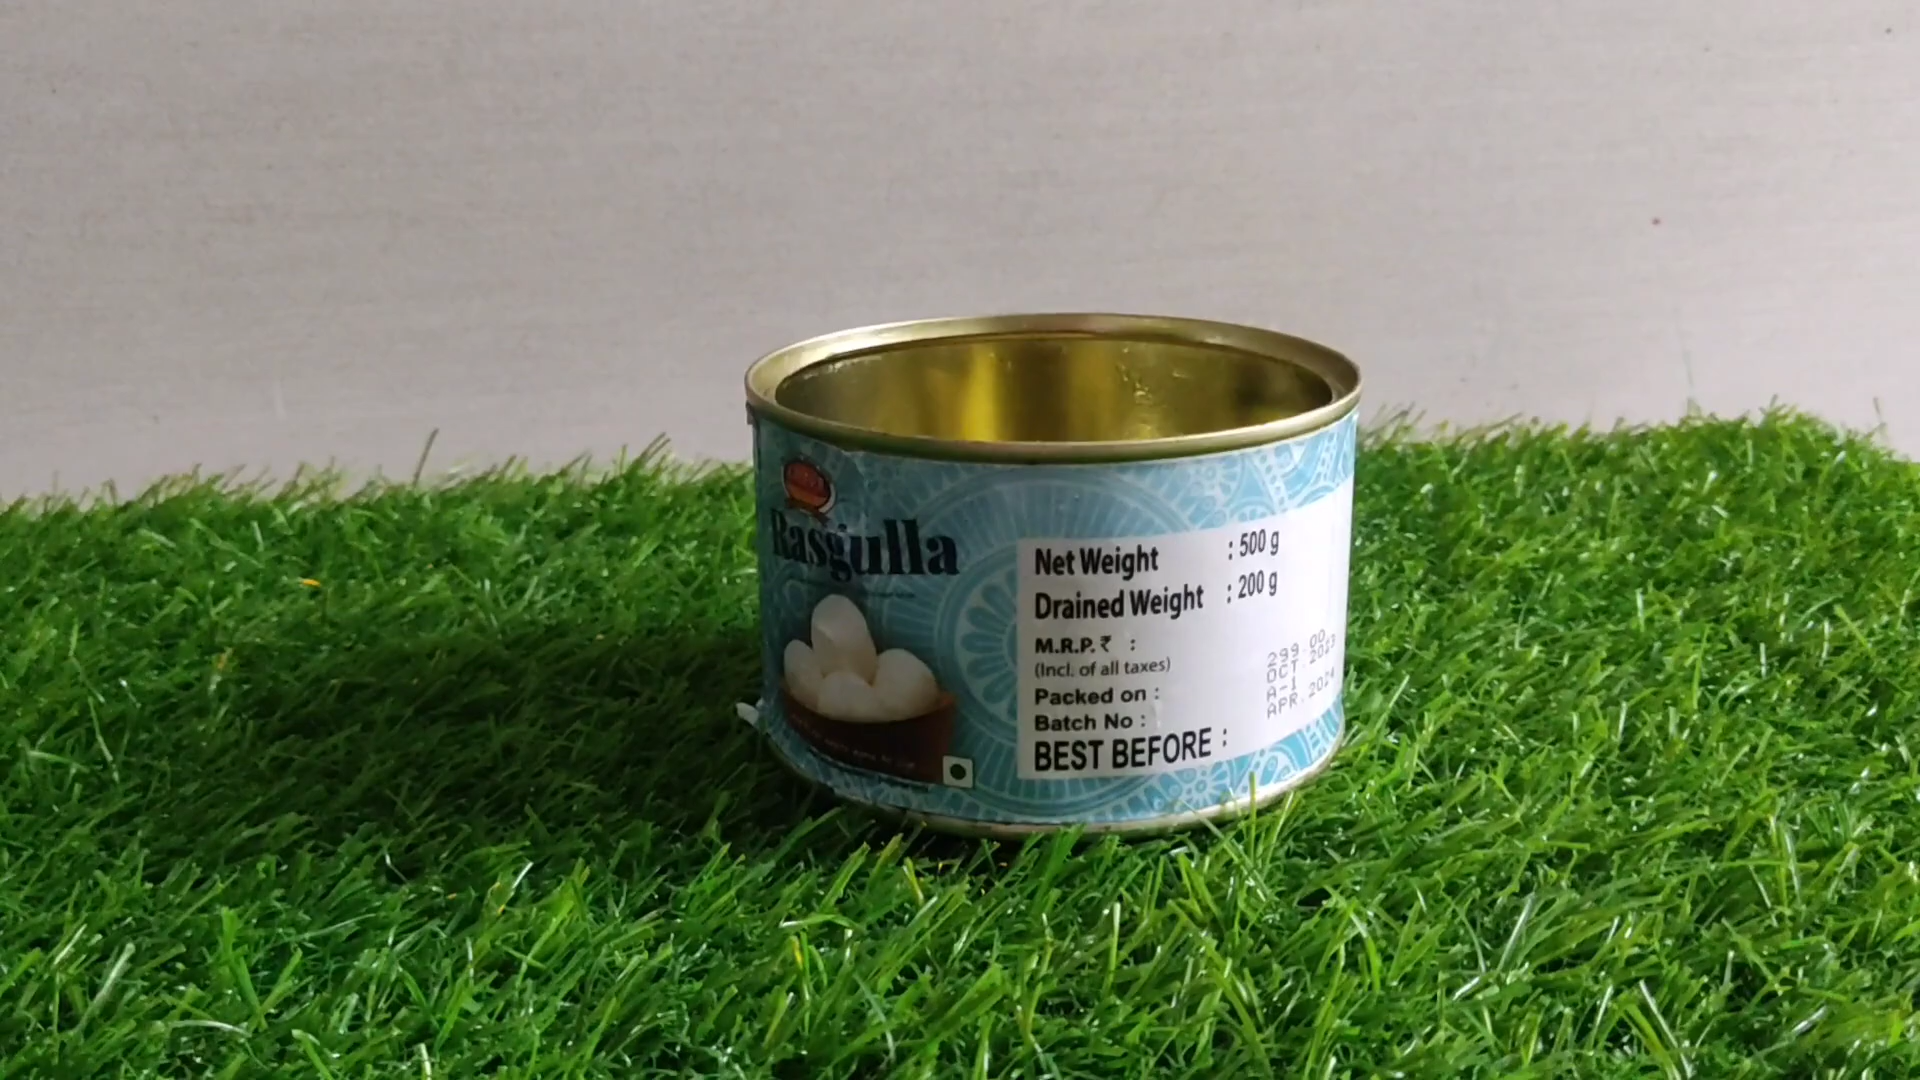 Rasgulla
Net Weight : 500 g
Drained Weight : 200 g
M.R.P.₹ :
(Incl. of all taxes)
Packed on :
Batch No :
BEST BEFORE :
299.00
OCT.2023
A-1
APR.2024